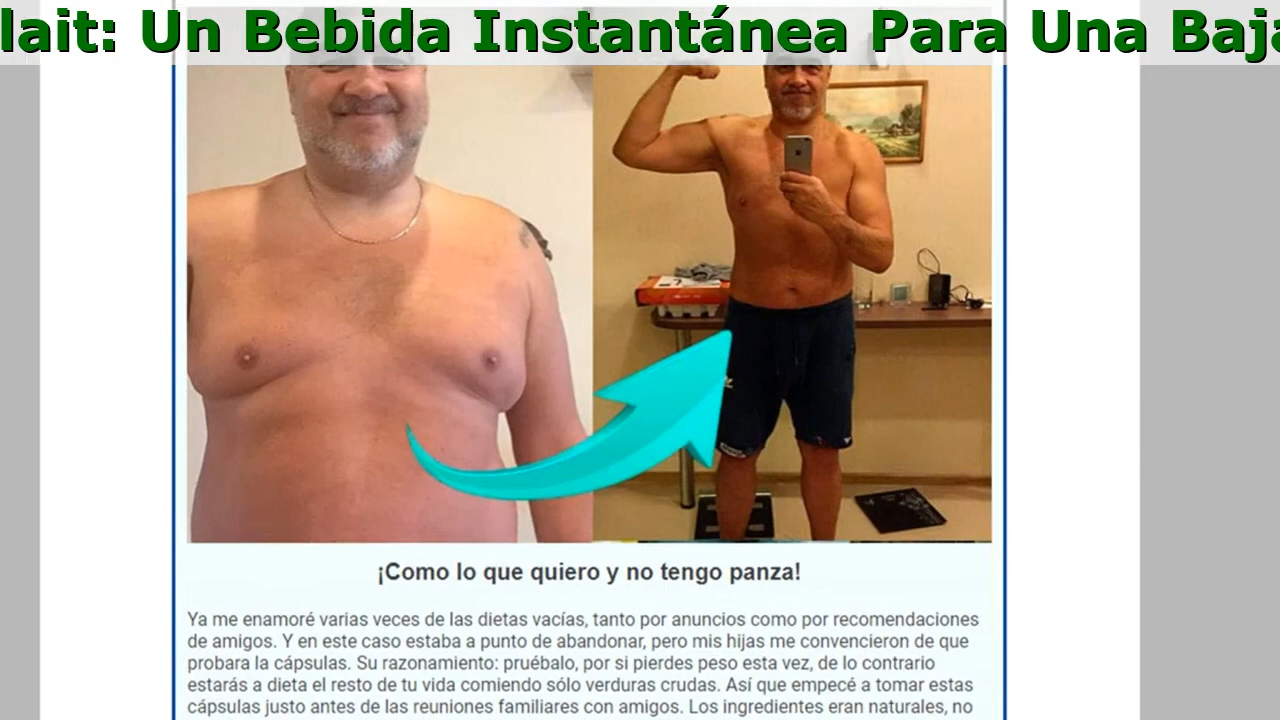 lait: Un Bebida Instantánea Para Una Baja
¡Como lo que quiero y no tengo panza!
Ya me enamoré varias veces de las dietas vacías, tanto por anuncios como por recomendaciones
de amigos. Y en este caso estaba a punto de abandonar, pero mis hijas me convencieron de que
probara la cápsulas. Su razonamiento: pruébalo, por si pierdes peso esta vez, de lo contrario
estarás a dieta el resto de tu vida comiendo sólo verduras crudas. Así que empecé a tomar estas
cápsulas justo antes de las reuniones familiares con amigos. Los ingredientes eran naturales, no